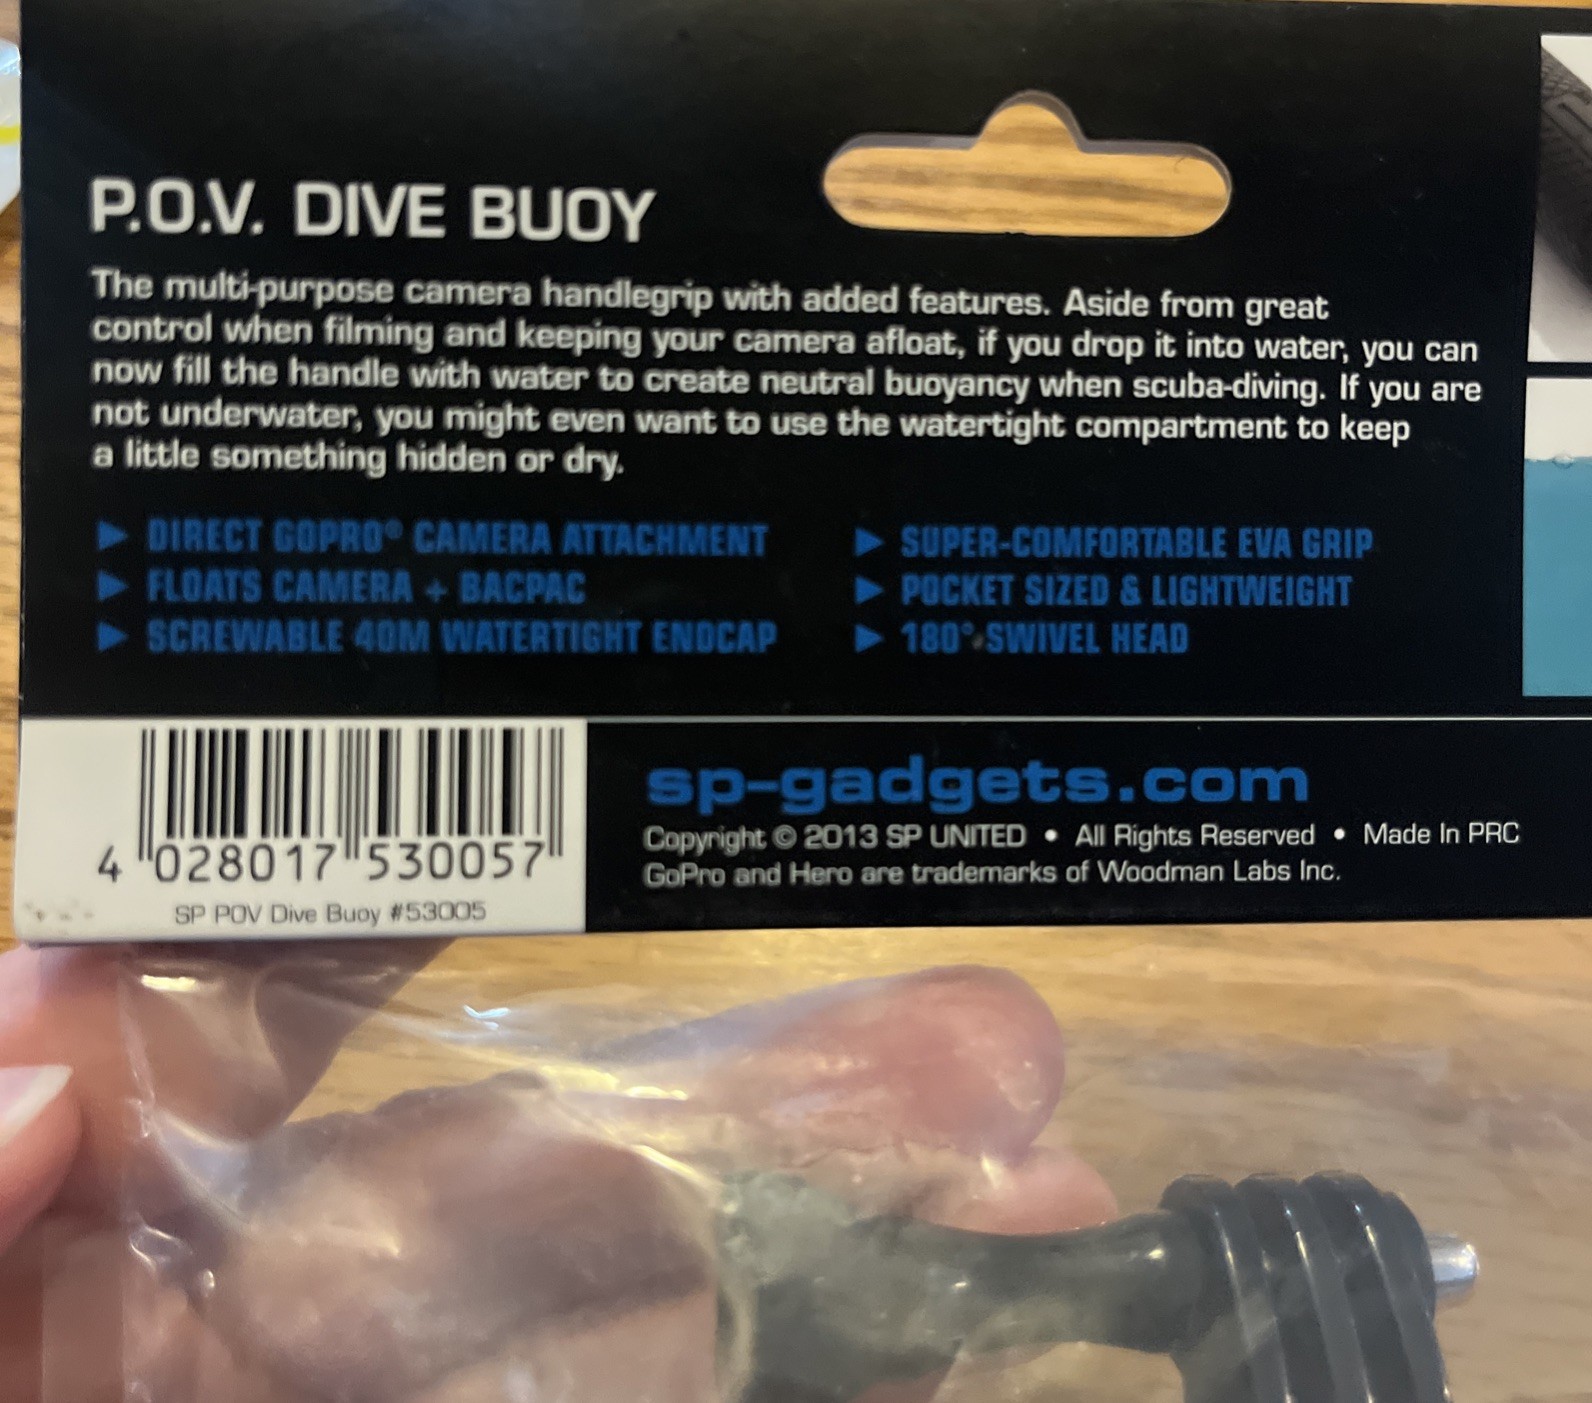 P.O.V. DIVE BUOY
The multi-purpose camera handlegrip with added features. Aside from great
control when filming and keeping your camera afloat, if you drop it into water, you can
now fill the handle with water to create neutral buoyancy when scuba-diving. If you are
not underwater, you might even want to use the watertight compartment to keep
a little something hidden or dry.
► DIRECT GOPRO® CAMERA ATTACHMENT
► FLOATS CAMERA + BACPAC
► SCREWABLE 40M WATERTIGHT ENDCAP
► SUPER-COMFORTABLE EVA GRIP
► POCKET SIZED & LIGHTWEIGHT
► 180° SWIVEL HEAD
4 028017 530057
SP POV Dive Buoy #53005
sp-gadgets.com
Copyright © 2013 SP UNITED • All Rights Reserved • Made In PRC
GoPro and Hero are trademarks of Woodman Labs Inc.